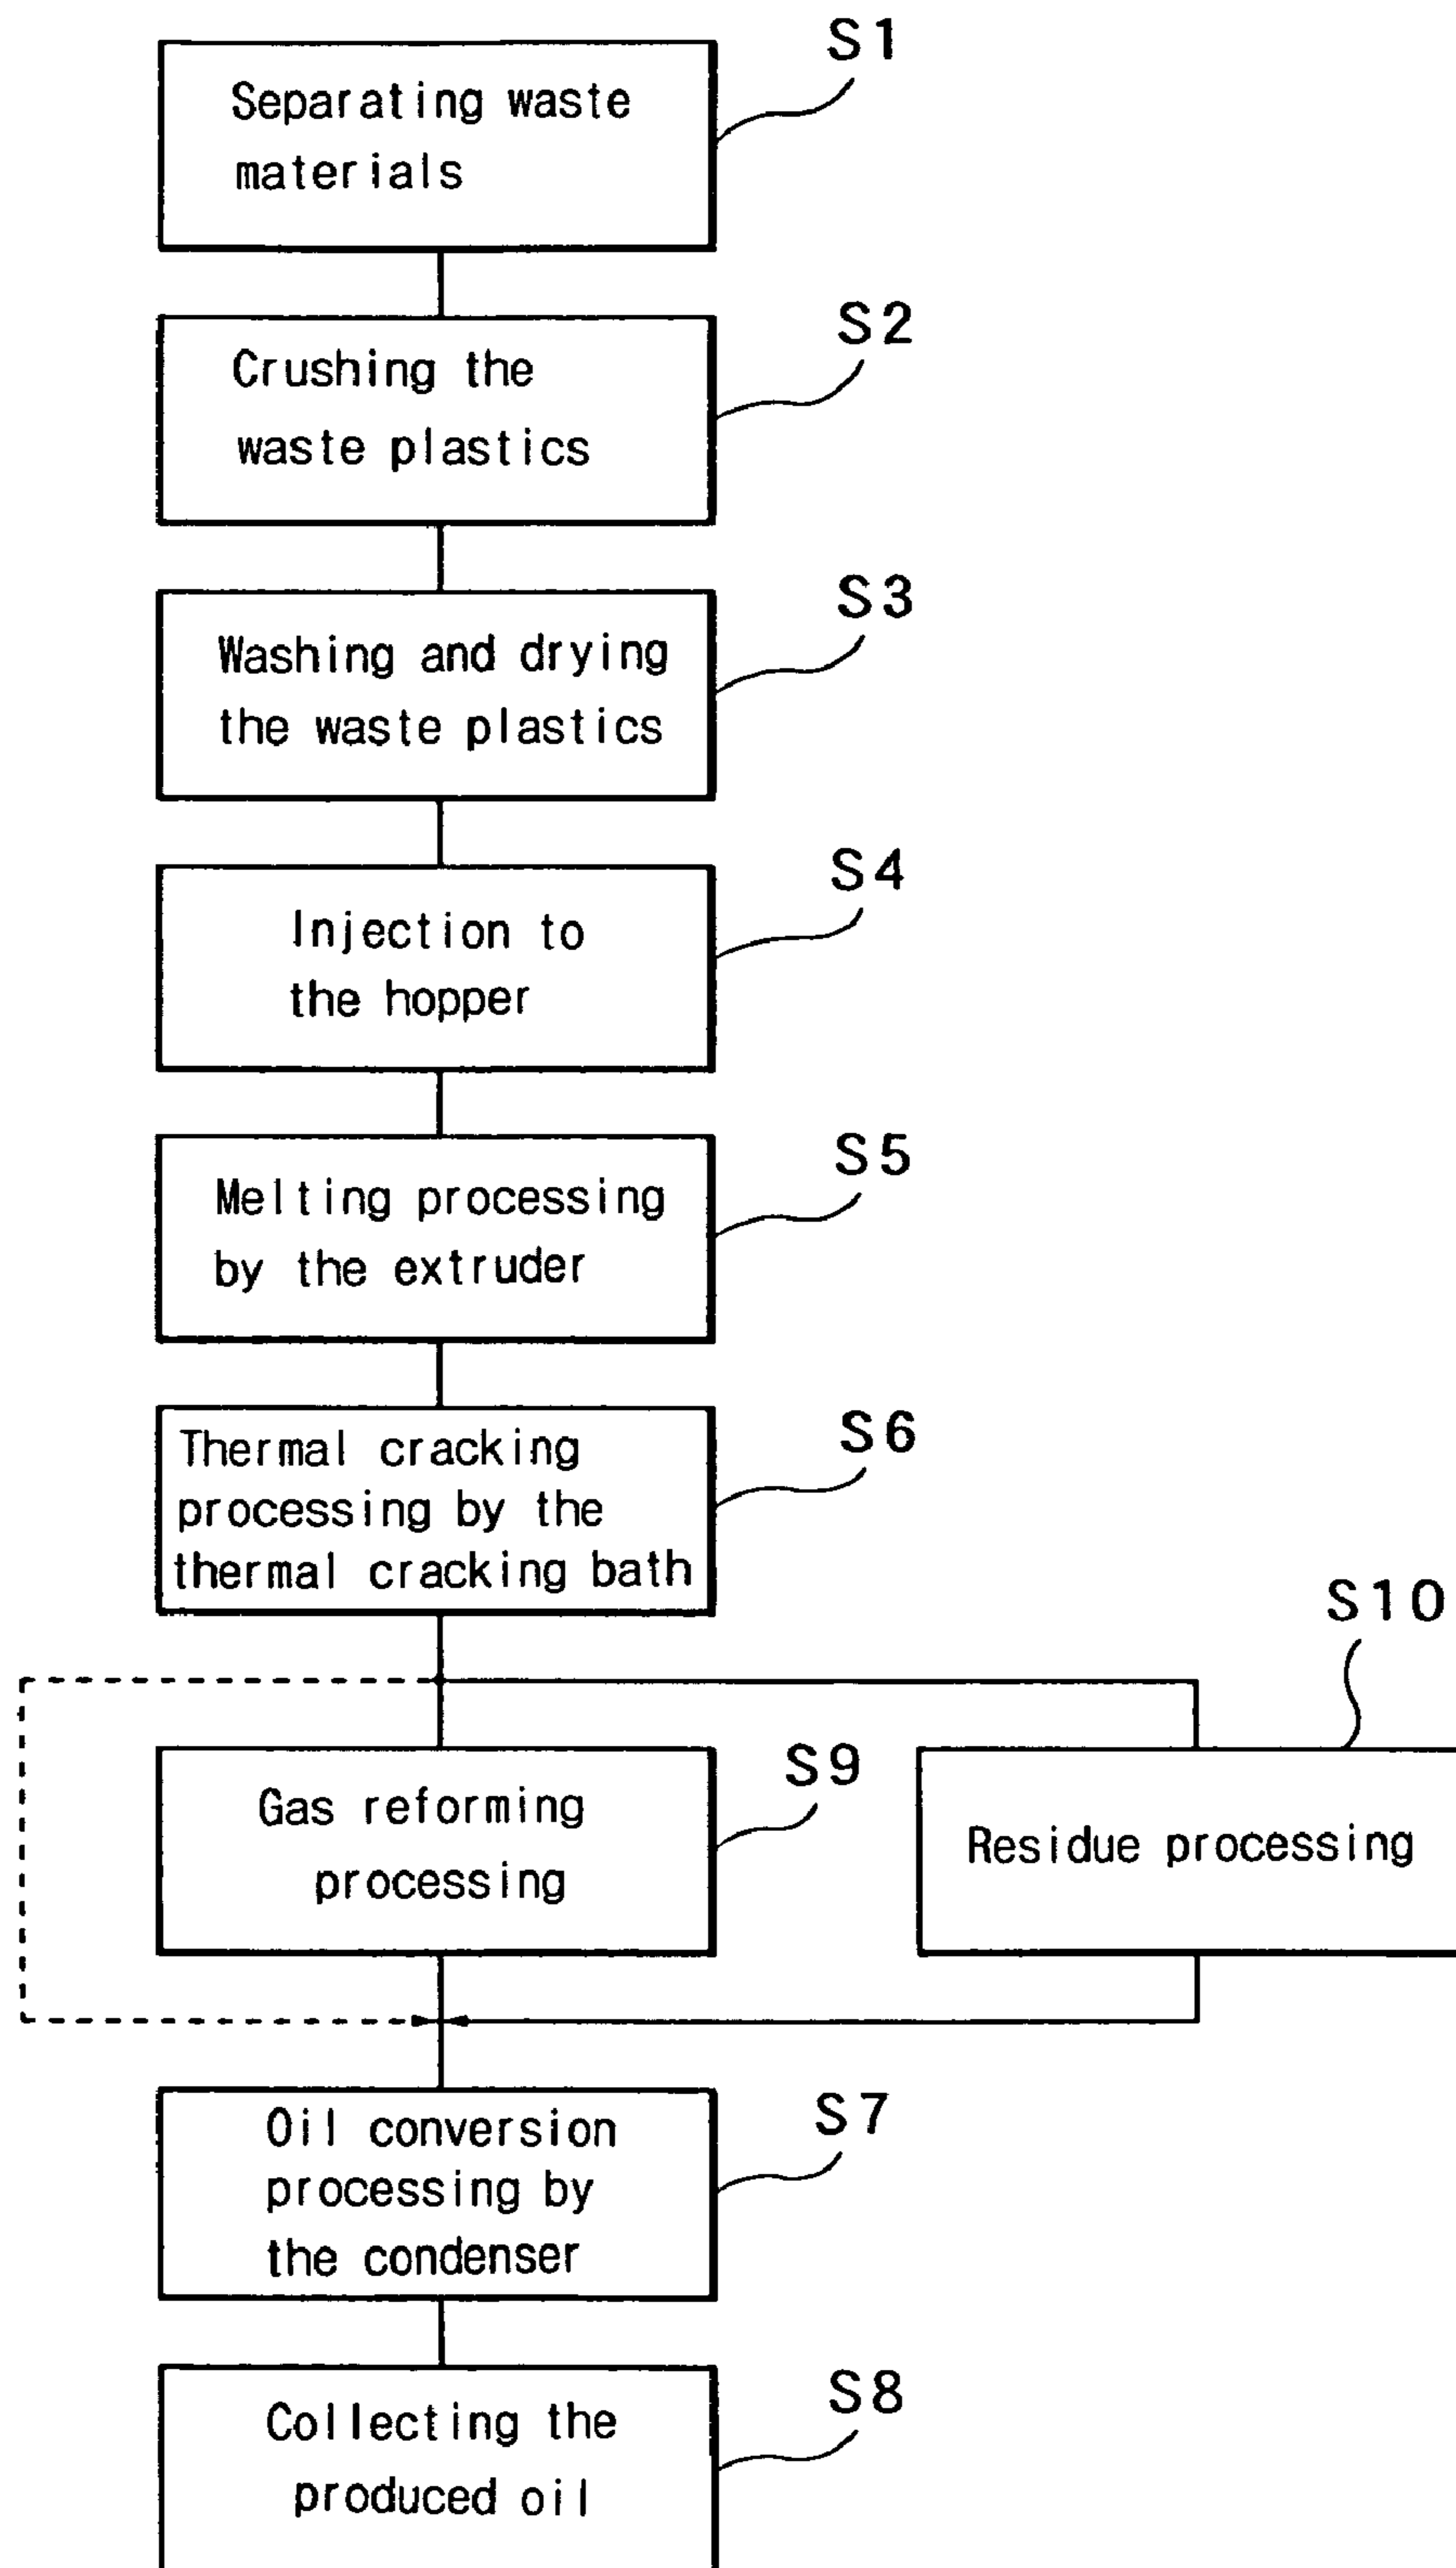 S1
Separating waste
materials
S2
Crushing the
waste plastics
S3
Washing and drying
the waste plastics
S4
Injection to
the hopper
S5
Melting processing
by the extruder
S6
Thermal cracking
processing by the
thermal cracking bath
S10
S9
Gas reforming
processing
Residue processing
S7
Oil conversion
processing by
the condenser
S8
Collecting the
produced oil